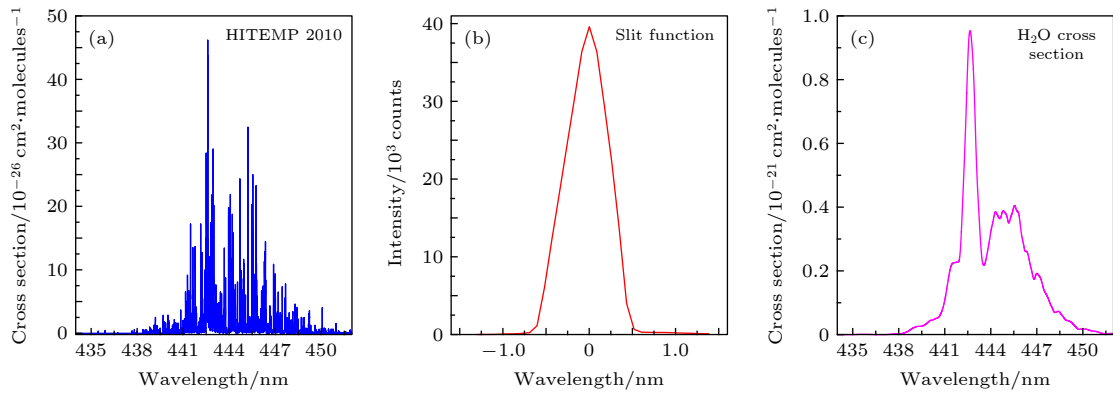 (a)
HITEMP 2010
Cross section/10⁻²⁶ cm²·molecules⁻¹
50
40
30
20
10
0
435
438
441
444
447
450
Wavelength/nm
(b)
Slit function
Intensity/10³ counts
40
30
20
10
0
−1.0
0
1.0
Wavelength/nm
(c)
H₂O cross
section
Cross section/10⁻²¹ cm²·molecules⁻¹
1.0
0.8
0.6
0.4
0.2
0
435
438
441
444
447
450
Wavelength/nm